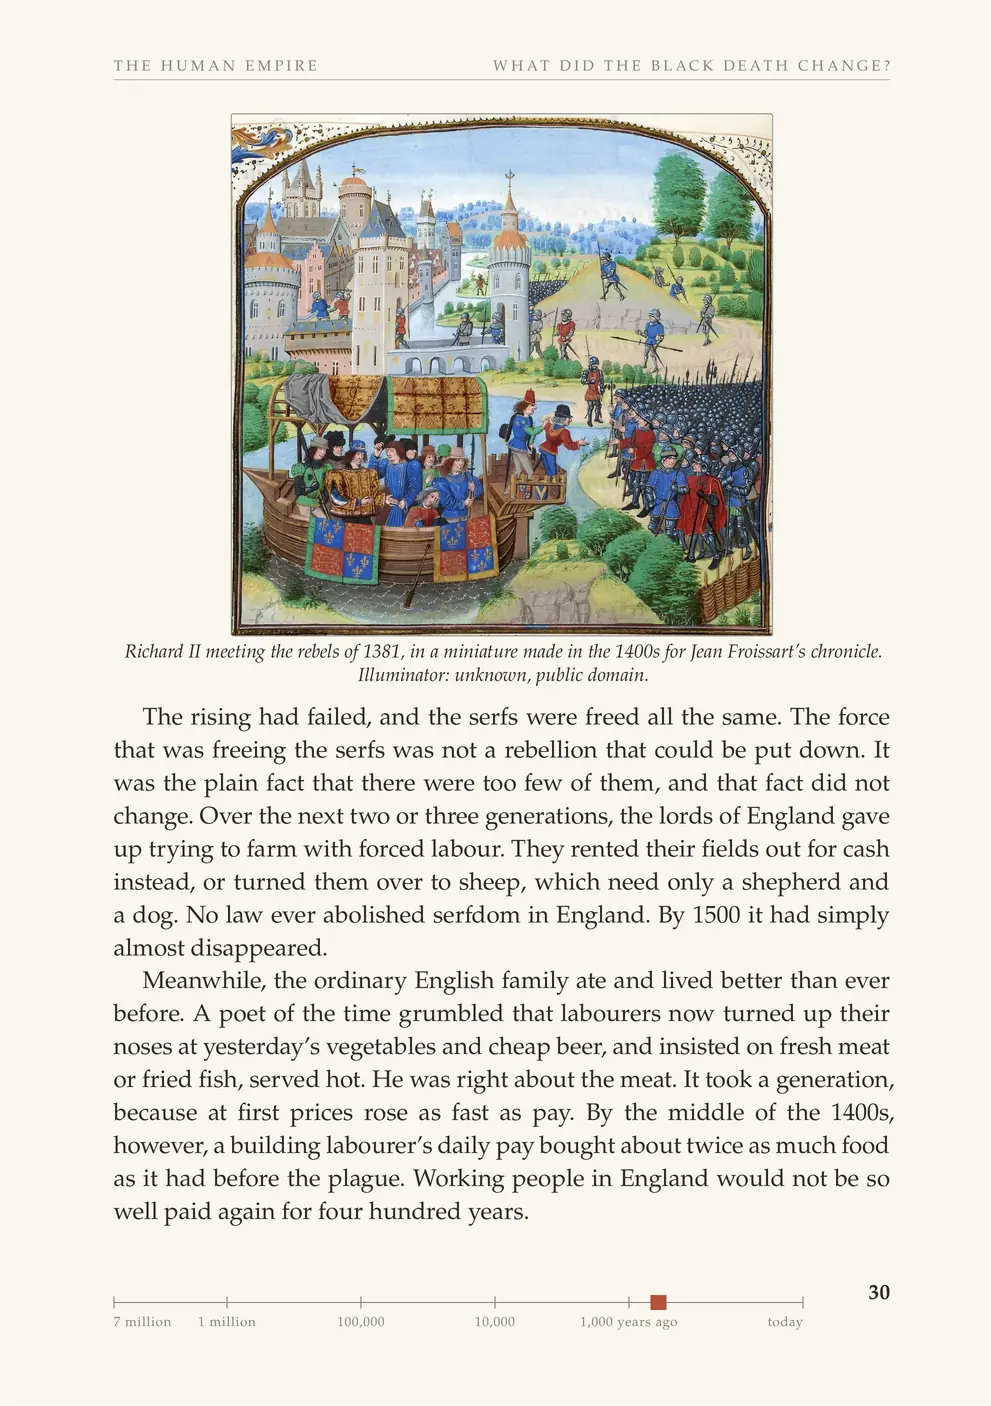 THE HUMAN EMPIRE
WHAT DID THE BLACK DEATH CHANGE?
Richard II meeting the rebels of 1381, in a miniature made in the 1400s for Jean Froissart’s chronicle.
Illuminator: unknown, public domain.
The rising had failed, and the serfs were freed all the same. The force
that was freeing the serfs was not a rebellion that could be put down. It
was the plain fact that there were too few of them, and that fact did not
change. Over the next two or three generations, the lords of England gave
up trying to farm with forced labour. They rented their fields out for cash
instead, or turned them over to sheep, which need only a shepherd and
a dog. No law ever abolished serfdom in England. By 1500 it had simply
almost disappeared.
Meanwhile, the ordinary English family ate and lived better than ever
before. A poet of the time grumbled that labourers now turned up their
noses at yesterday’s vegetables and cheap beer, and insisted on fresh meat
or fried fish, served hot. He was right about the meat. It took a generation,
because at first prices rose as fast as pay. By the middle of the 1400s,
however, a building labourer’s daily pay bought about twice as much food
as it had before the plague. Working people in England would not be so
well paid again for four hundred years.
30
7 million 1 million 100,000 10,000 1,000 years ago today